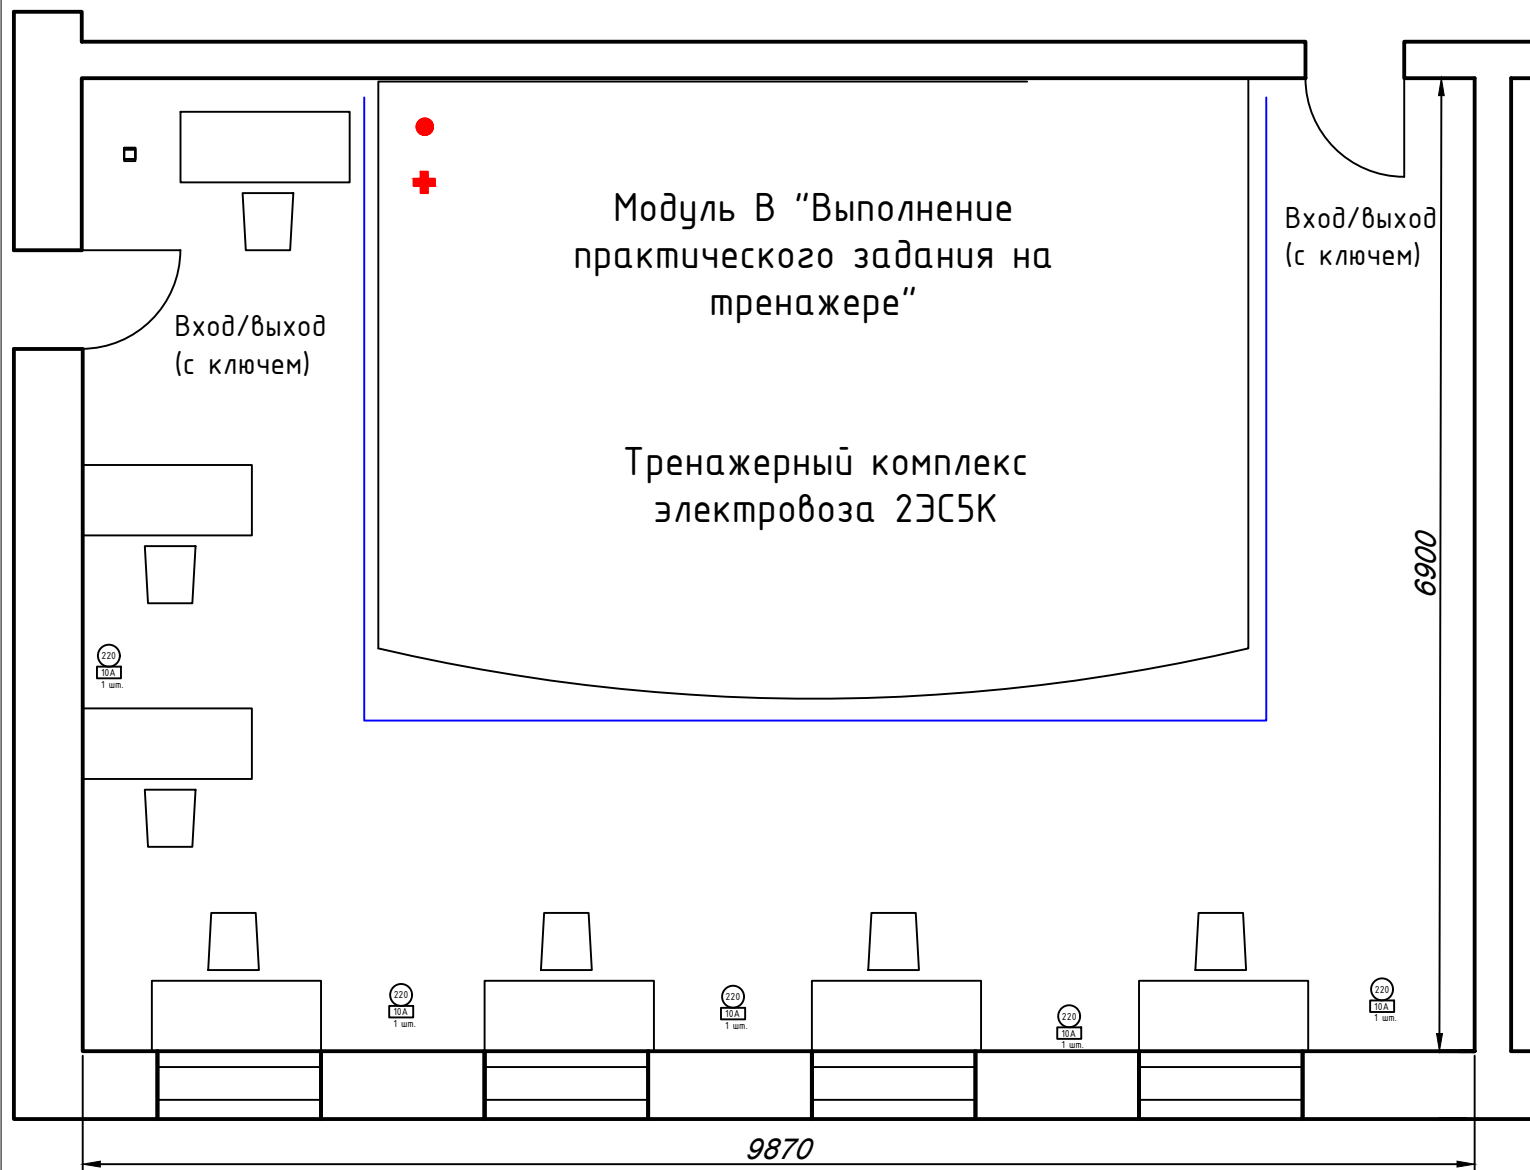 Модуль В "Выполнение
практического задания на
тренажере"
Вход/выход
(с ключем)
Вход/выход
(с ключем)
Тренажерный комплекс
электровоза 2ЭС5К
6900
220
10А
1 шт.
220
10А
1 шт.
220
10А
1 шт.
220
10А
1 шт.
220
10А
1 шт.
9870